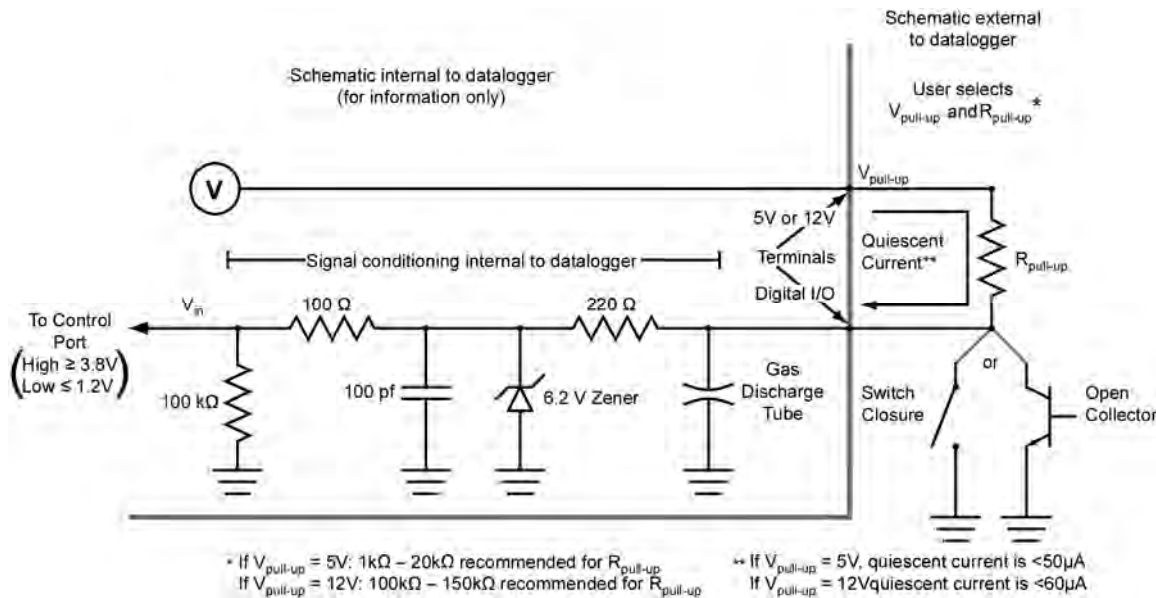 Schematic external
to datalogger
Schematic internal to datalogger
(for information only)
User selects
Vpull-up andRpull-up*
V
Vpull-up
5V or 12V
Terminals
Digital I/O
Quiescent
Current**
Rpull-up
Signal conditioning internal to datalogger
Vin
100 Ω
220 Ω
To Control
Port
(High ≥ 3.8V
Low ≤ 1.2V)
100 kΩ
100 pf
6.2 V Zener
Gas
Discharge
Tube
or
Switch
Closure
Open
Collector
* If Vpull-up = 5V: 1kΩ – 20kΩ recommended for Rpull-up
If Vpull-up = 12V: 100kΩ – 150kΩ recommended for Rpull-up
** If Vpull-up = 5V, quiescent current is <50µA
If Vpull-up = 12Vquiescent current is <60µA